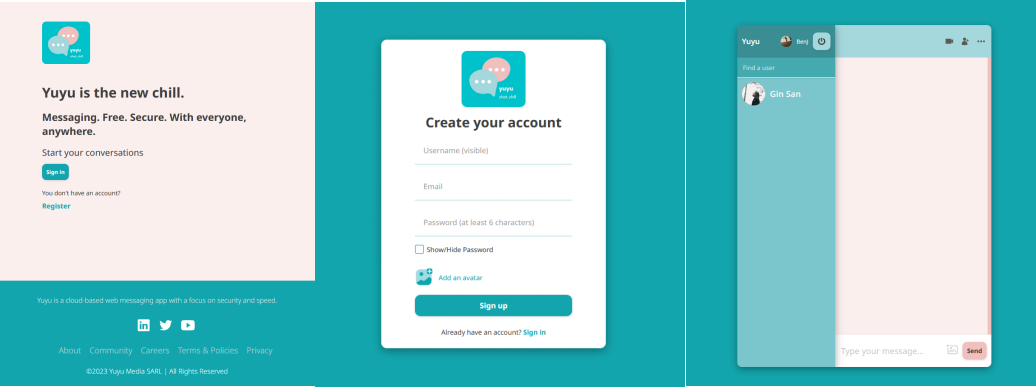 yuyu
chat. chill
Yuyu is the new chill.
Messaging. Free. Secure. With everyone,
anywhere.
Start your conversations
Sign in
You don't have an account?
Register
Yuyu is a cloud-based web messaging app with a focus on security and speed.
in
About Community Careers Terms & Policies Privacy
©2023 Yuyu Media SARL | All Rights Reserved
yuyu
chat. chill
Create your account
Username (visible)
Email
Password (at least 6 characters)
Show/Hide Password
Add an avatar
Sign up
Already have an account? Sign in
Yuyu
Benj
Find a user
Gin San
Type your message...
Send